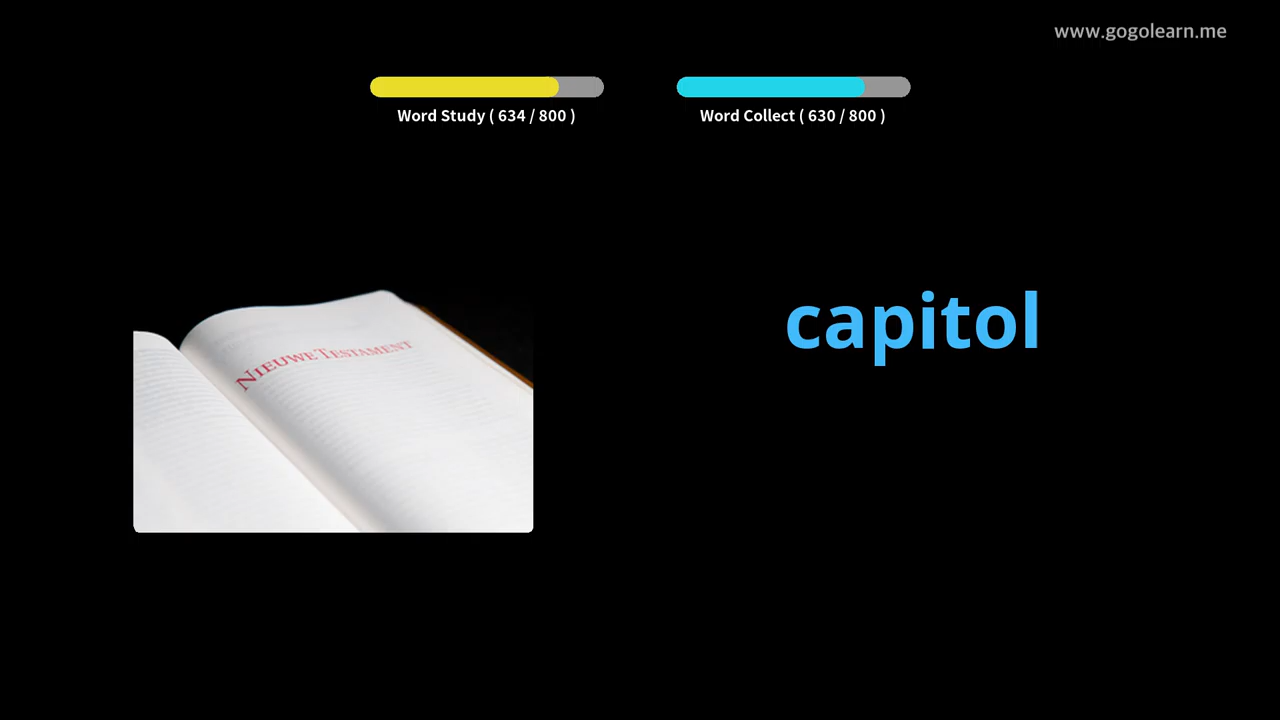 www.gogolearn.me
Word Study ( 634 / 800 )
Word Collect ( 630 / 800 )
NIEUWE TESTAMENT
capitol